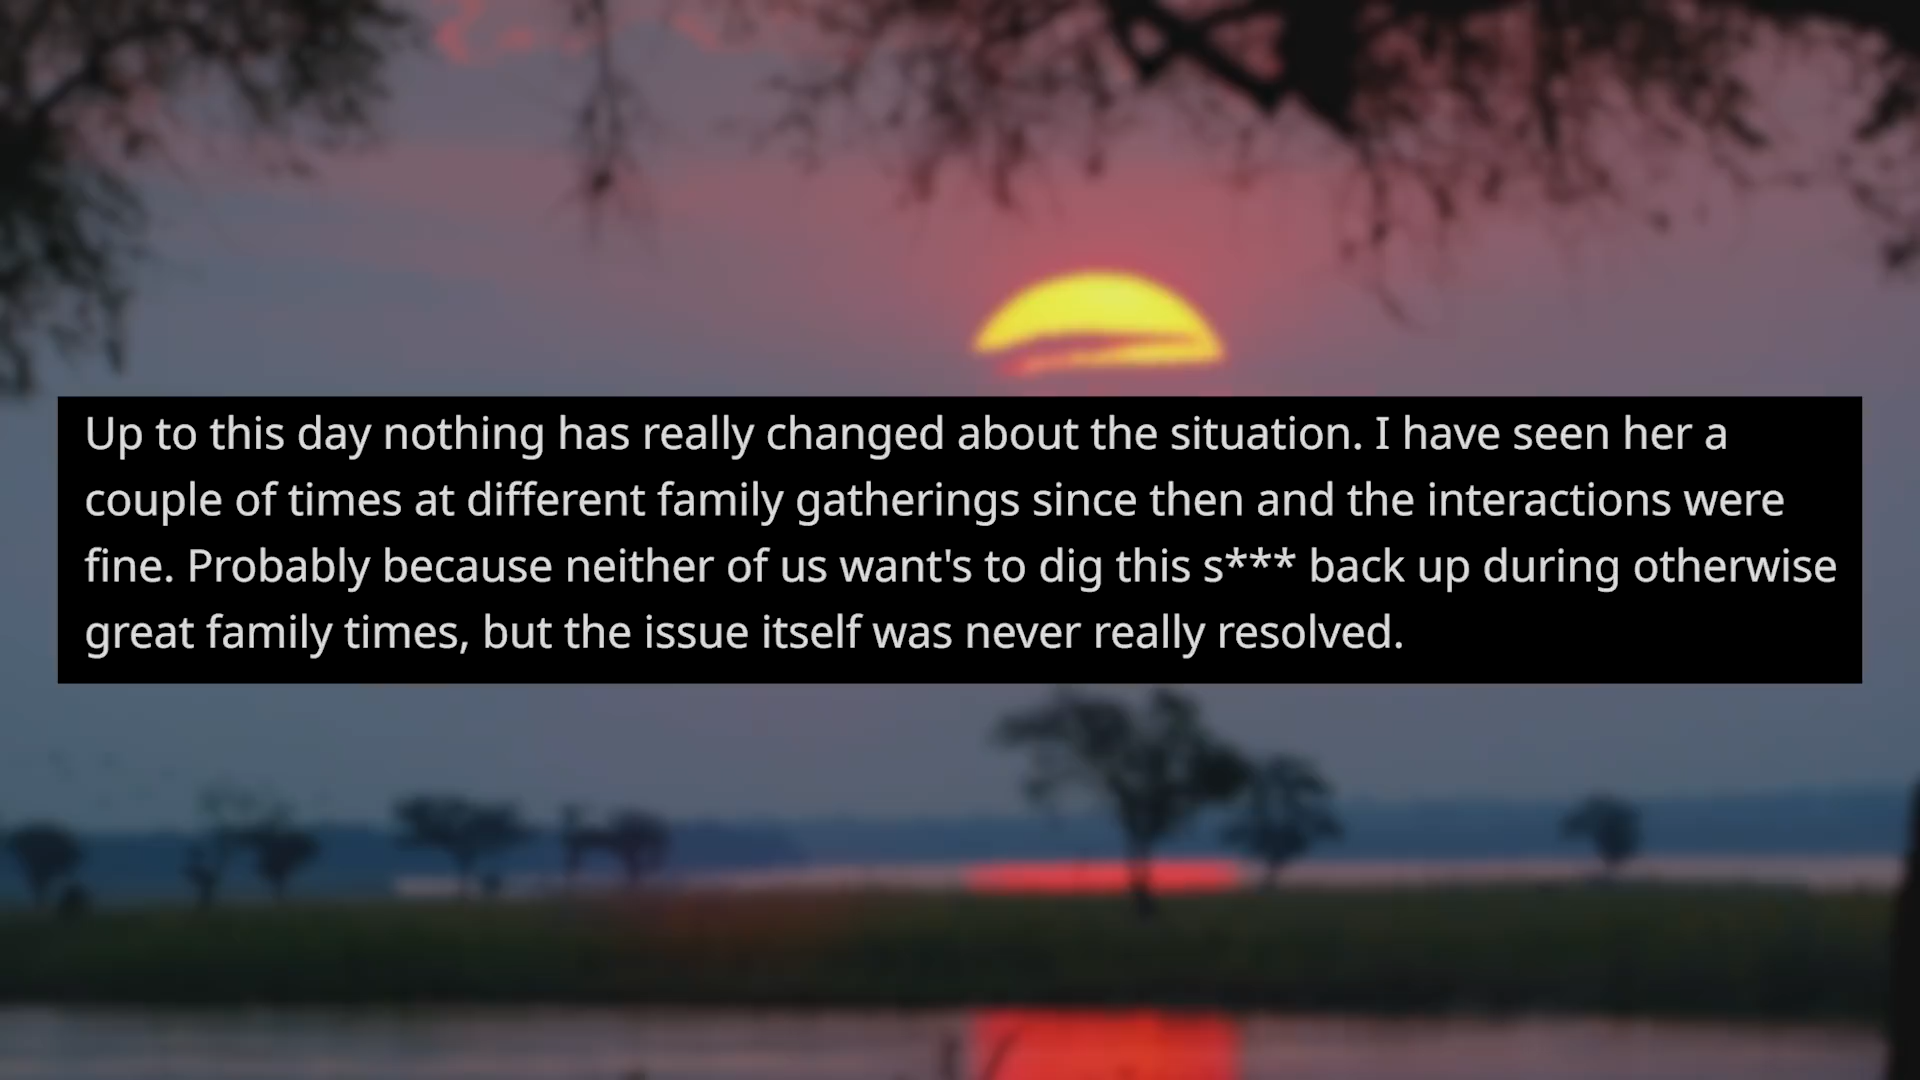 Up to this day nothing has really changed about the situation. I have seen her a
couple of times at different family gatherings since then and the interactions were
fine. Probably because neither of us want's to dig this s*** back up during otherwise
great family times, but the issue itself was never really resolved.